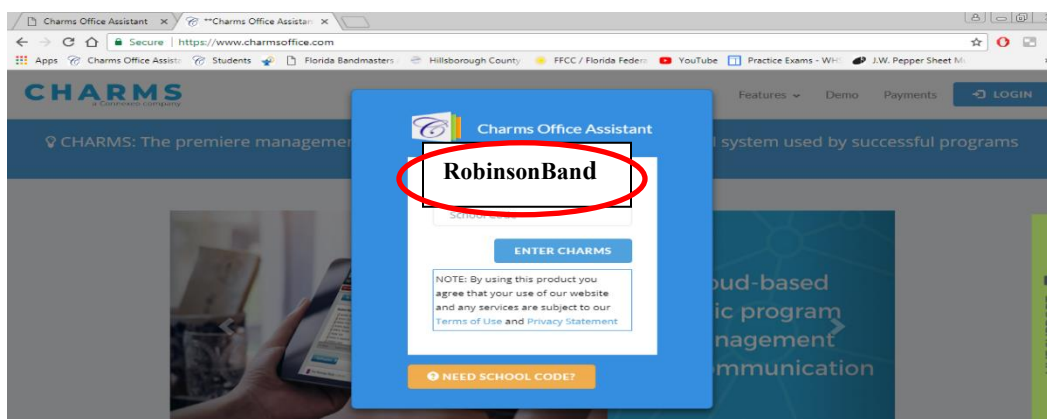 Charms Office Assistant
**Charms Office Assistan
Secure https://www.charmsoffice.com
Apps Charms Office Assist Students Florida Bandmasters Hillsborough County FFCC / Florida Federa YouTube Practice Exams - WH J.W. Pepper Sheet M
CHARMS
Features Demo Payments LOGIN
a company
Charms Office Assistant
CHARMS: The premiere managemen
l system used by successful programs
RobinsonBand
School Code
ENTER CHARMS
NOTE: By using this product you
agree that your use of our website
and any services are subject to our
Terms of Use and Privacy Statement
NEED SCHOOL CODE?
oud-based
ic program
nagement
mmunication